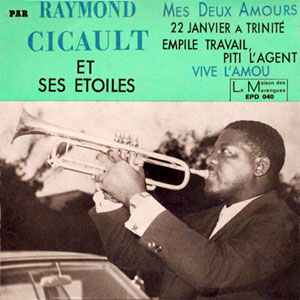 PAR RAYMOND
CICAULT
ET
SES ETOILES
MES DEUX AMOURS
22 JANVIER A TRINITÉ
EMPILE TRAVAIL,
PITI L'AGENT
VIVE L'AMOU
La Maison des
Merengues
EPD 040